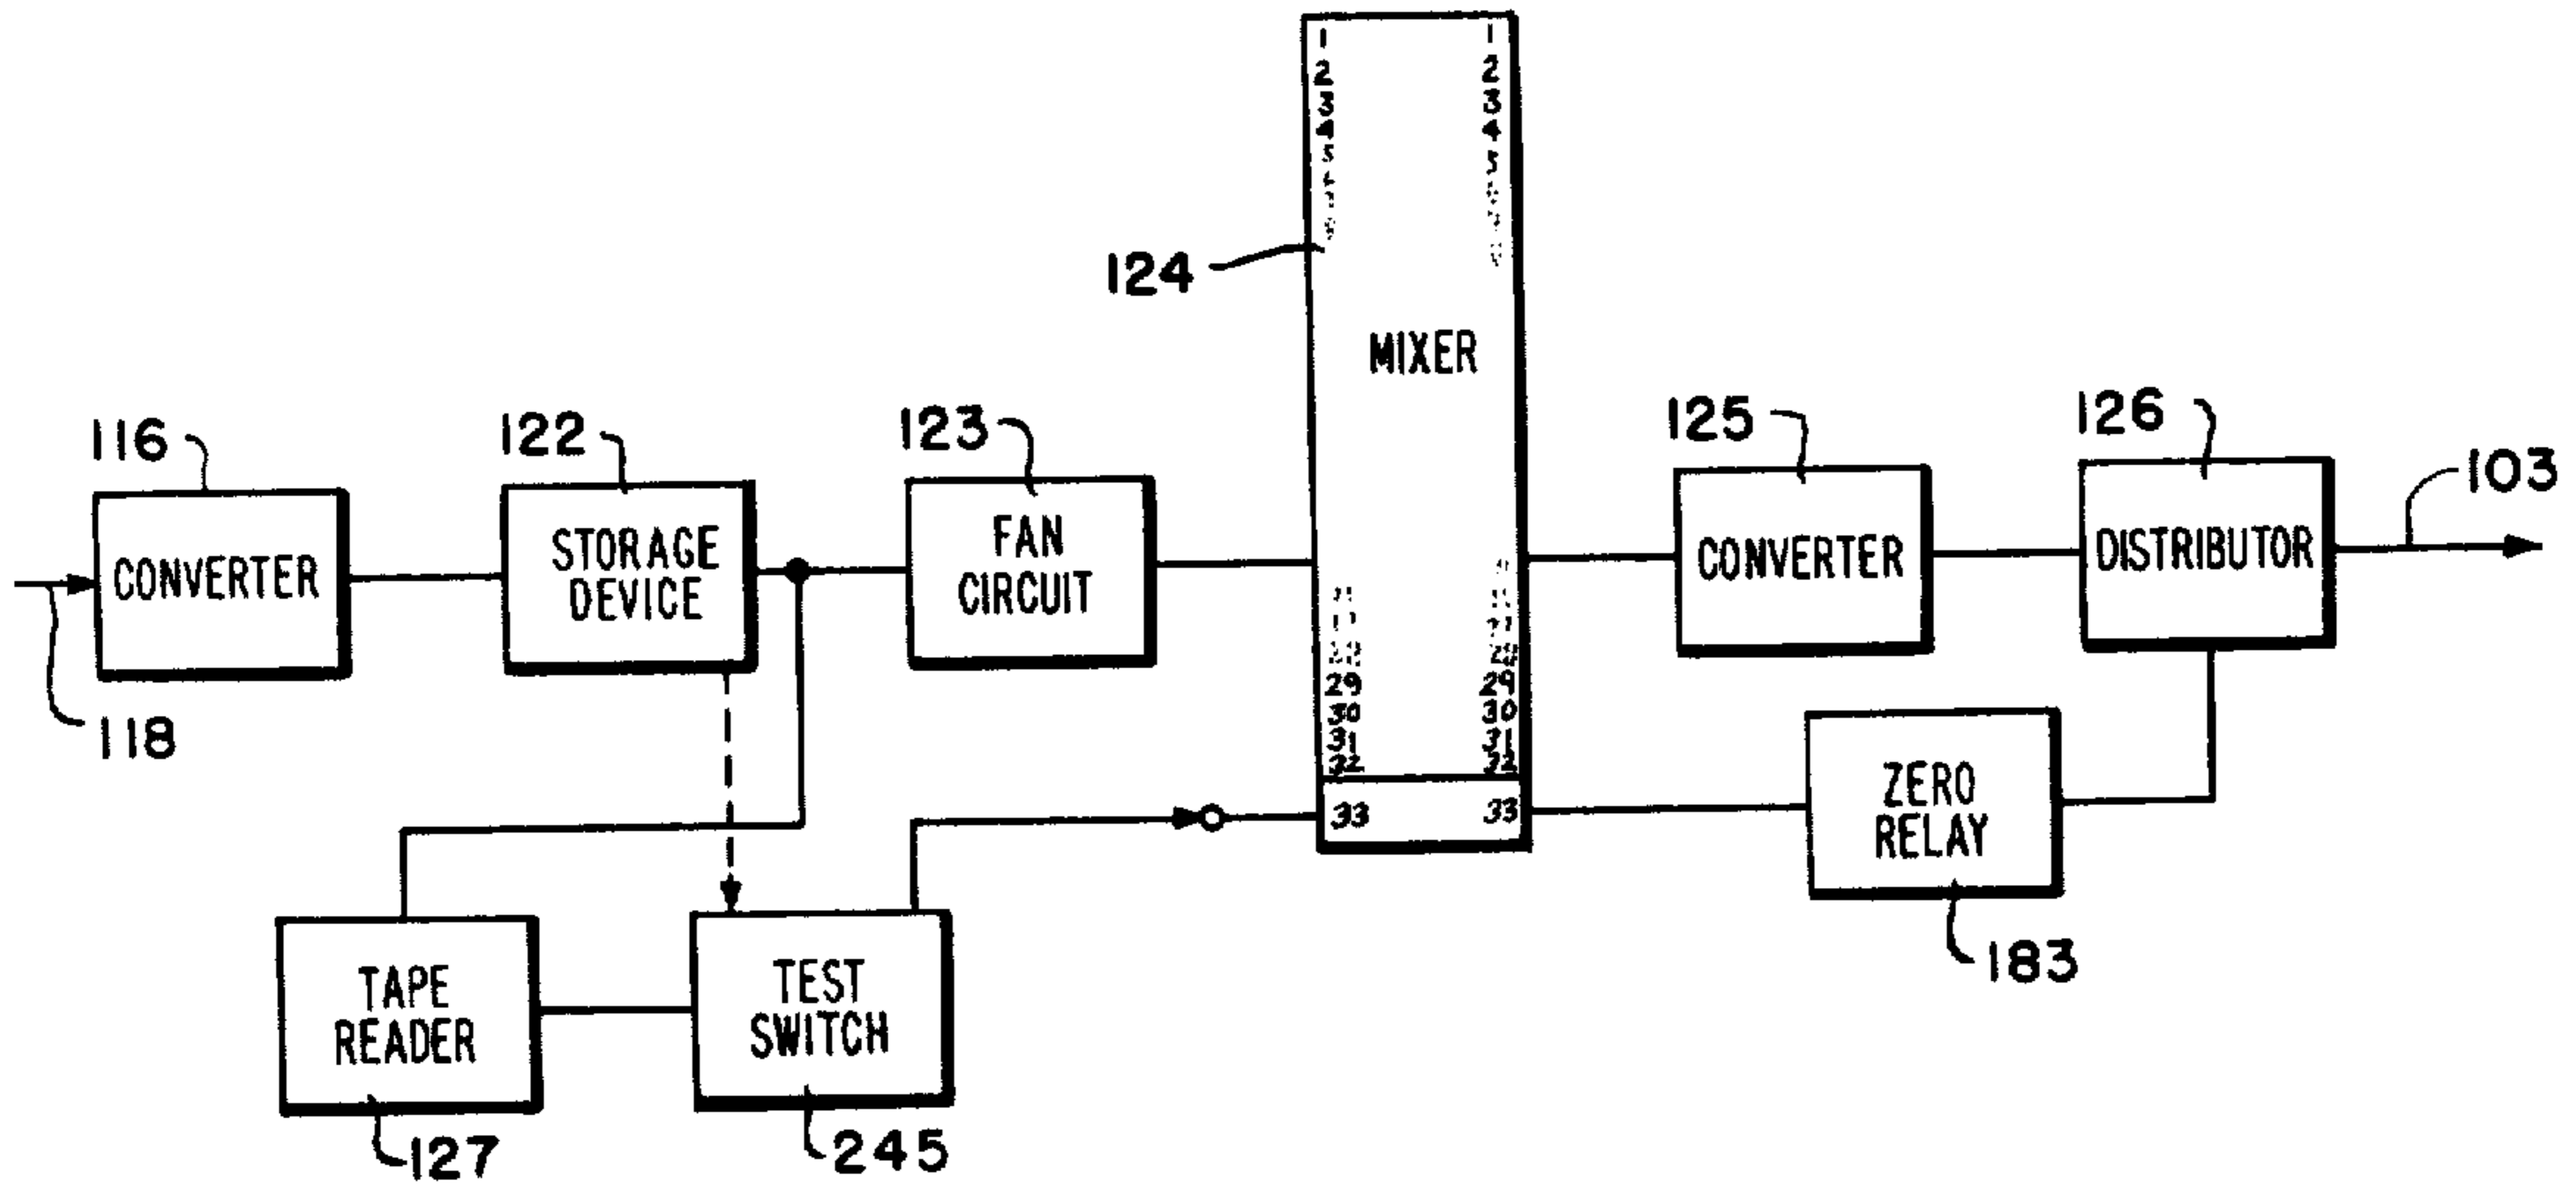 1 1
2 2
3 3
4 4
5 5
124
MIXER
116
122
123
125
126
103
CONVERTER
STORAGE
DEVICE
FAN
CIRCUIT
CONVERTER
DISTRIBUTOR
118
28
29 29
30 30
31 31
32 32
33 33
ZERO
RELAY
183
TAPE
READER
TEST
SWITCH
127
245